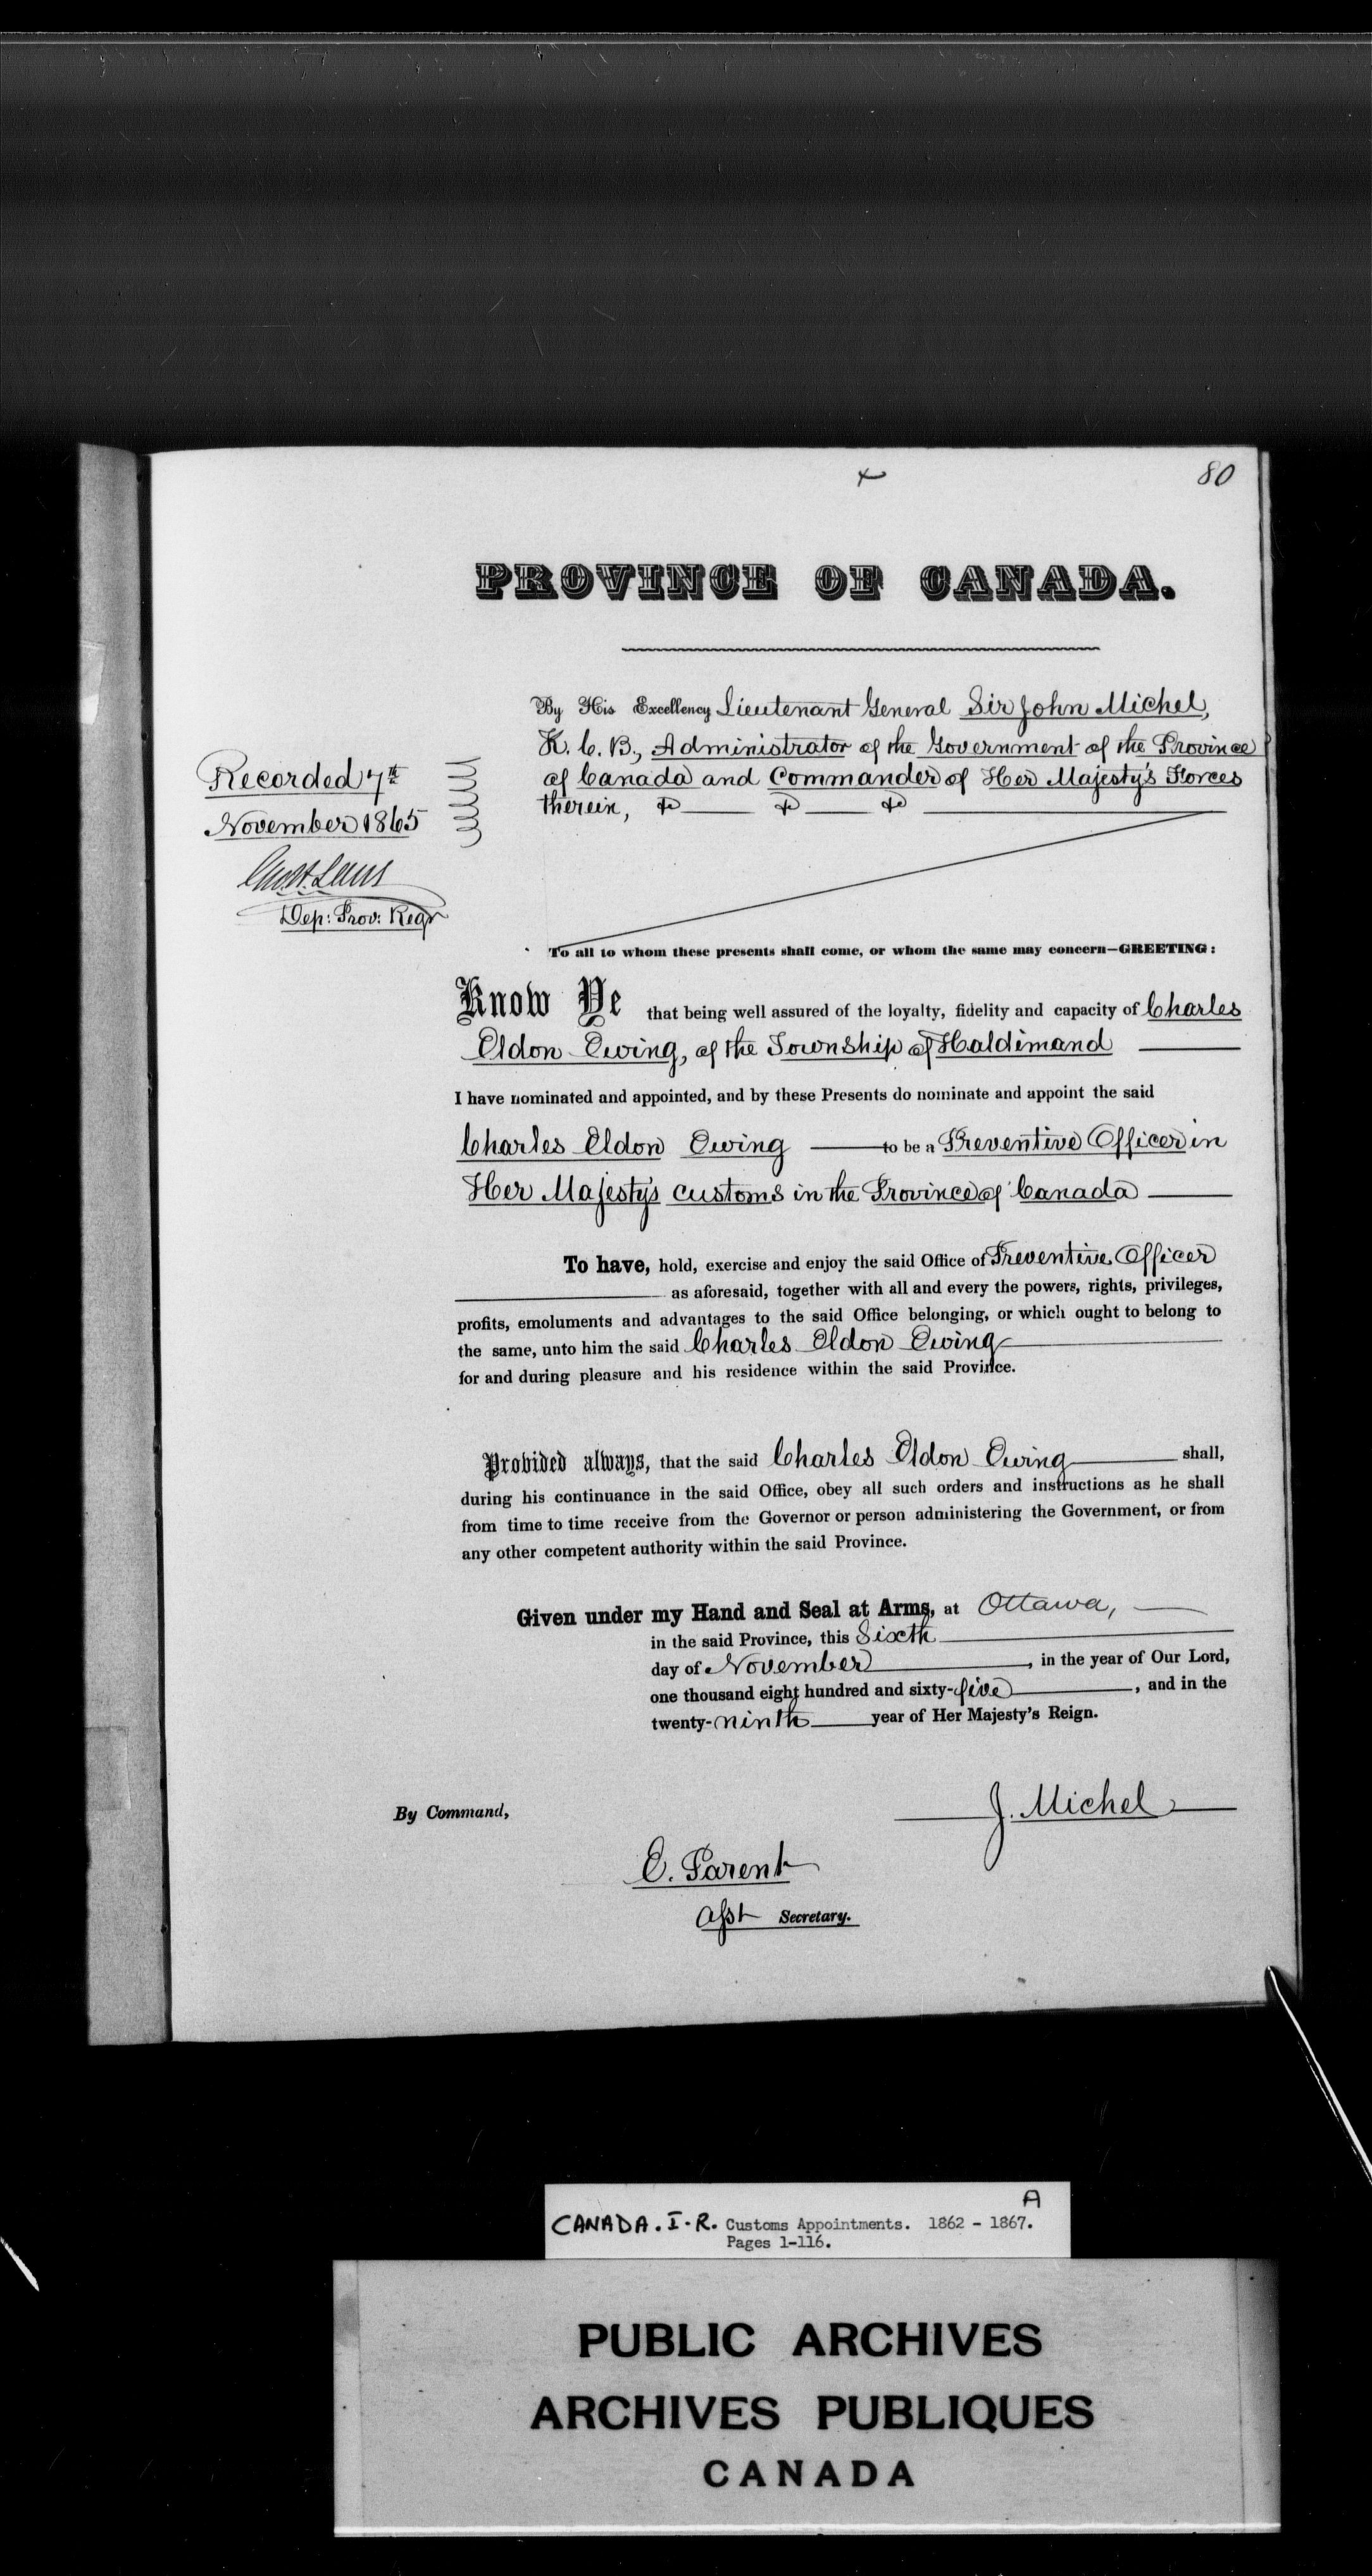 80
PROVINCE OF CANADA.
By His Excellency Lieutenant General Sir John Michel,
K. C. B., Administrator of the Government of the Province
of Canada and Commander of Her Majesty's Forces
therein, &c &c &c
Recorded 7th
November 1865
Dep: Prov: Regr
To all to whom these presents shall come, or whom the same may concern—GREETING:
Know Ye that being well assured of the loyalty, fidelity and capacity of Charles
Eldon Ewing, of the Township of Haldimand
I have nominated and appointed, and by these Presents do nominate and appoint the said
Charles Eldon Ewing to be a Preventive Officer in
Her Majesty's customs in the Province of Canada
To have, hold, exercise and enjoy the said Office of Preventive Officer
as aforesaid, together with all and every the powers, rights, privileges,
profits, emoluments and advantages to the said Office belonging, or which ought to belong to
the same, unto him the said Charles Eldon Ewing
for and during pleasure and his residence within the said Province.
Provided always, that the said Charles Eldon Ewing shall,
during his continuance in the said Office, obey all such orders and instructions as he shall
from time to time receive from the Governor or person administering the Government, or from
any other competent authority within the said Province.
Given under my Hand and Seal at Arms, at Ottawa,
in the said Province, this Sixth
day of November, in the year of Our Lord,
one thousand eight hundred and sixty-five, and in the
twenty-ninth year of Her Majesty's Reign.
By Command,
J. Michel
E. Parent
Asst Secretary.
A
CANADA. I-R. Customs Appointments. 1862 - 1867.
Pages 1-116.
PUBLIC ARCHIVES
ARCHIVES PUBLIQUES
CANADA